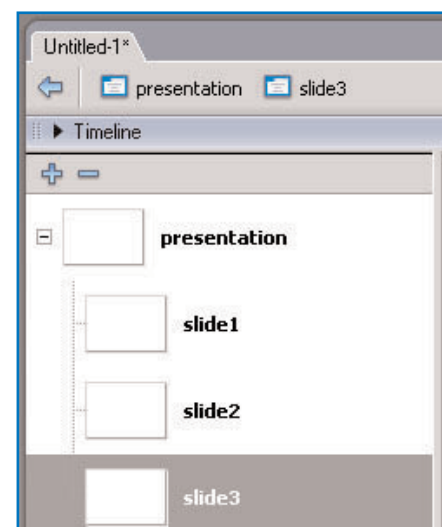 Untitled-1*
presentation slide3
Timeline
presentation
slide1
slide2
slide3